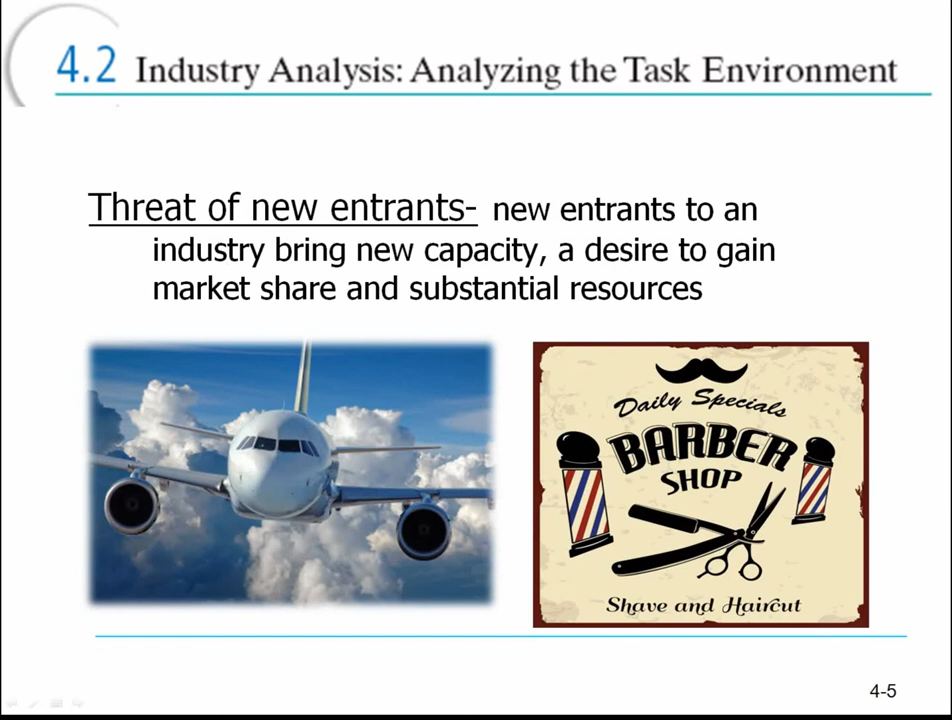 4.2 Industry Analysis: Analyzing the Task Environment
Threat of new entrants- new entrants to an
industry bring new capacity, a desire to gain
market share and substantial resources
Daily Specials
BARBER
SHOP
Shave and Haircut
4-5